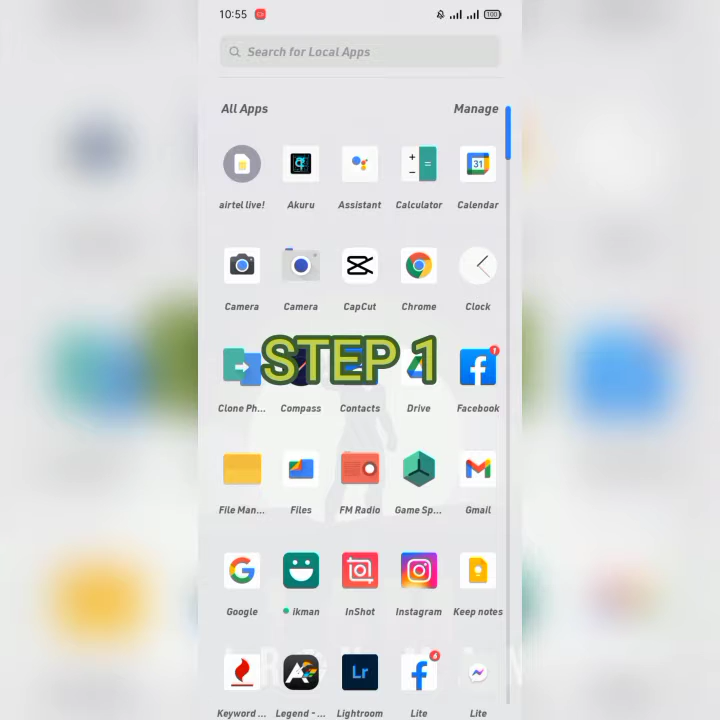 10:55
100
Search for Local Apps
All Apps
Manage
31
airtel live!
Akuru
Assistant
Calculator
Calendar
Camera
Camera
CapCut
Chrome
Clock
STEP 1
Clone Ph...
Compass
Contacts
Drive
Facebook
File Man...
Files
FM Radio
Game Sp...
Gmail
Google
ikman
InShot
Instagram
Keep notes
6
Lr
Keyword ...
Legend - ...
Lightroom
Lite
Lite